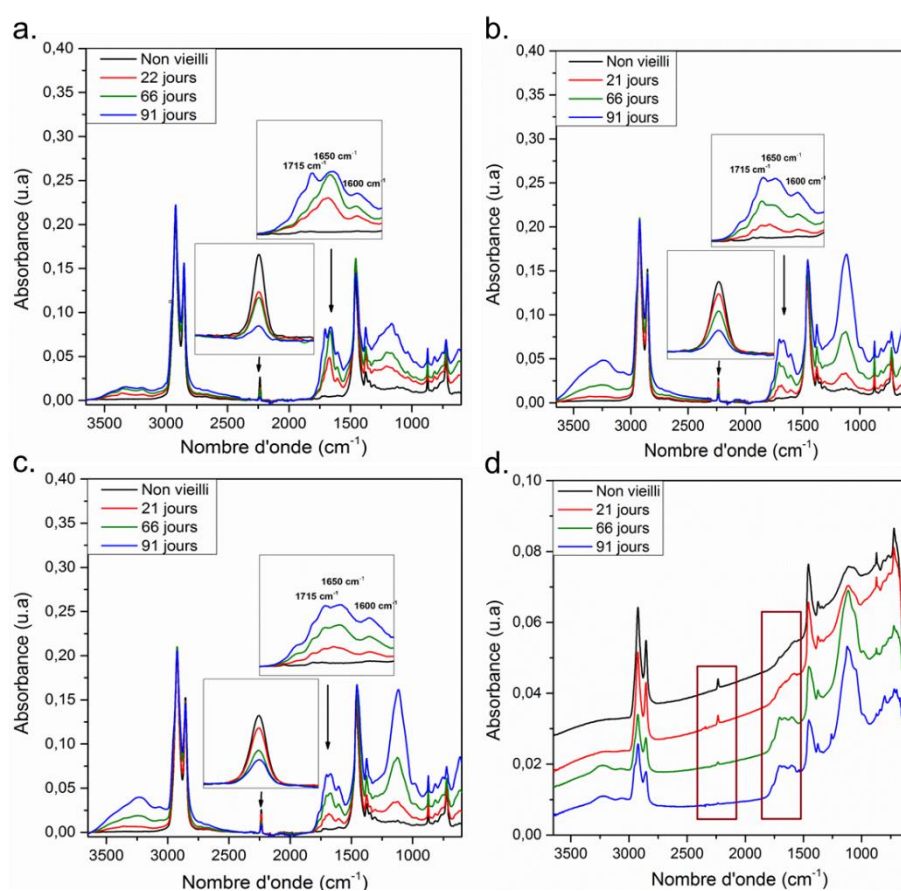 a.
0,40
0,35
0,30
0,25
0,20
0,15
0,10
0,05
0,00
Absorbance (u.a)
Non vieilli
22 jours
66 jours
91 jours
1650 cm⁻¹
1715 cm⁻¹
1600 cm⁻¹
3500 3000 2500 2000 1500 1000
Nombre d'onde (cm⁻¹)
b.
0,40
0,35
0,30
0,25
0,20
0,15
0,10
0,05
0,00
Absorbance (u.a)
Non vieilli
21 jours
66 jours
91 jours
1650 cm⁻¹
1715 cm⁻¹
1600 cm⁻¹
3500 3000 2500 2000 1500 1000
Nombre d'onde (cm⁻¹)
c.
0,40
0,35
0,30
0,25
0,20
0,15
0,10
0,05
0,00
Absorbance (u.a)
Non vieilli
21 jours
66 jours
91 jours
1650 cm⁻¹
1715 cm⁻¹
1600 cm⁻¹
3500 3000 2500 2000 1500 1000
Nombre d'onde (cm⁻¹)
d.
0,10
0,08
0,06
0,04
0,02
0,00
Absorbance (u.a)
Non vieilli
21 jours
66 jours
91 jours
3500 3000 2500 2000 1500 1000
Nombre d'onde (cm⁻¹)